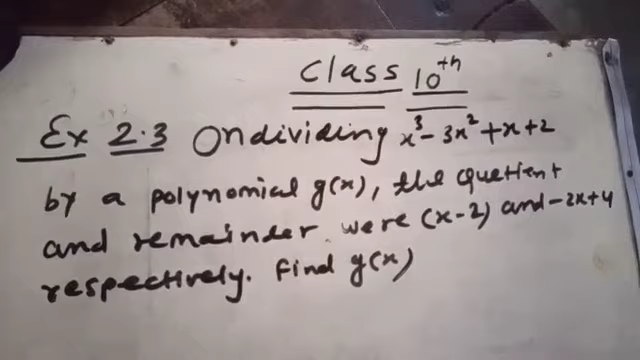 Class 10th
Ex 2.3 On dividing x³ - 3x² + x + 2
by a polynomial g(x), the quetient
and remainder were (x-2) and -2x+4
respectively. Find g(x)